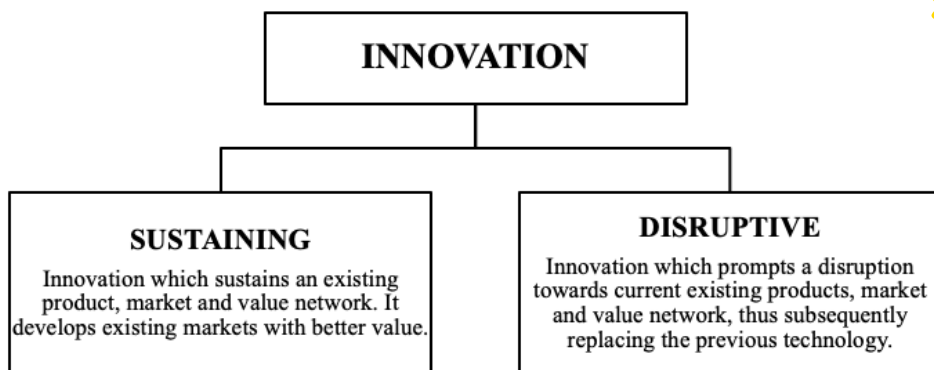 INNOVATION
SUSTAINING
Innovation which sustains an existing
product, market and value network. It
develops existing markets with better value.
DISRUPTIVE
Innovation which prompts a disruption
towards current existing products, market
and value network, thus subsequently
replacing the previous technology.